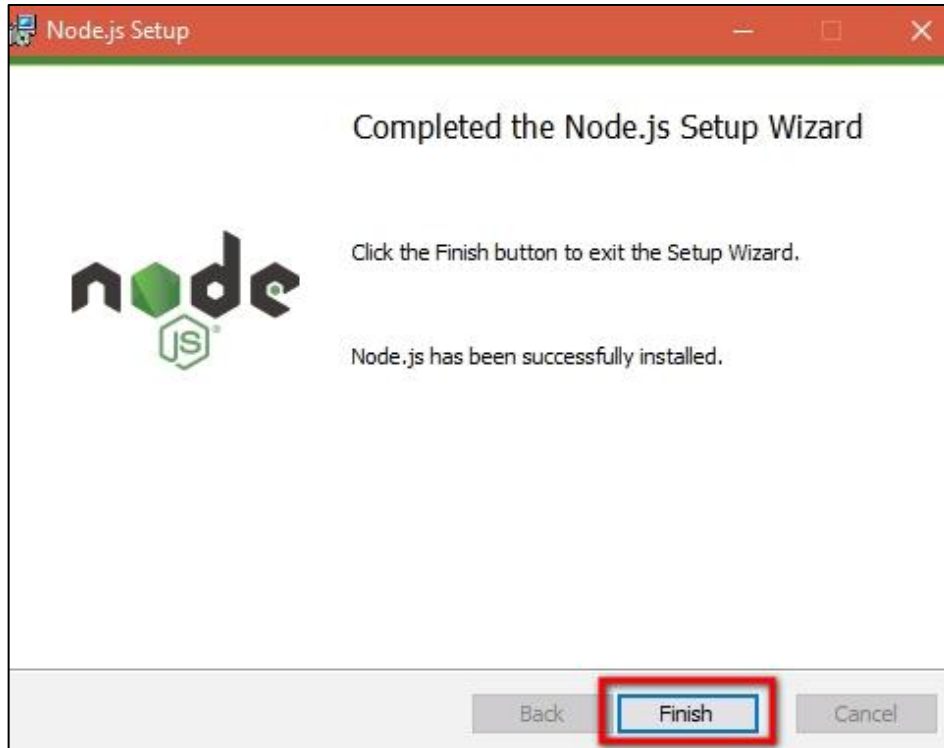 Node.js Setup
Completed the Node.js Setup Wizard
Click the Finish button to exit the Setup Wizard.
node
JS
Node.js has been successfully installed.
Back Finish Cancel